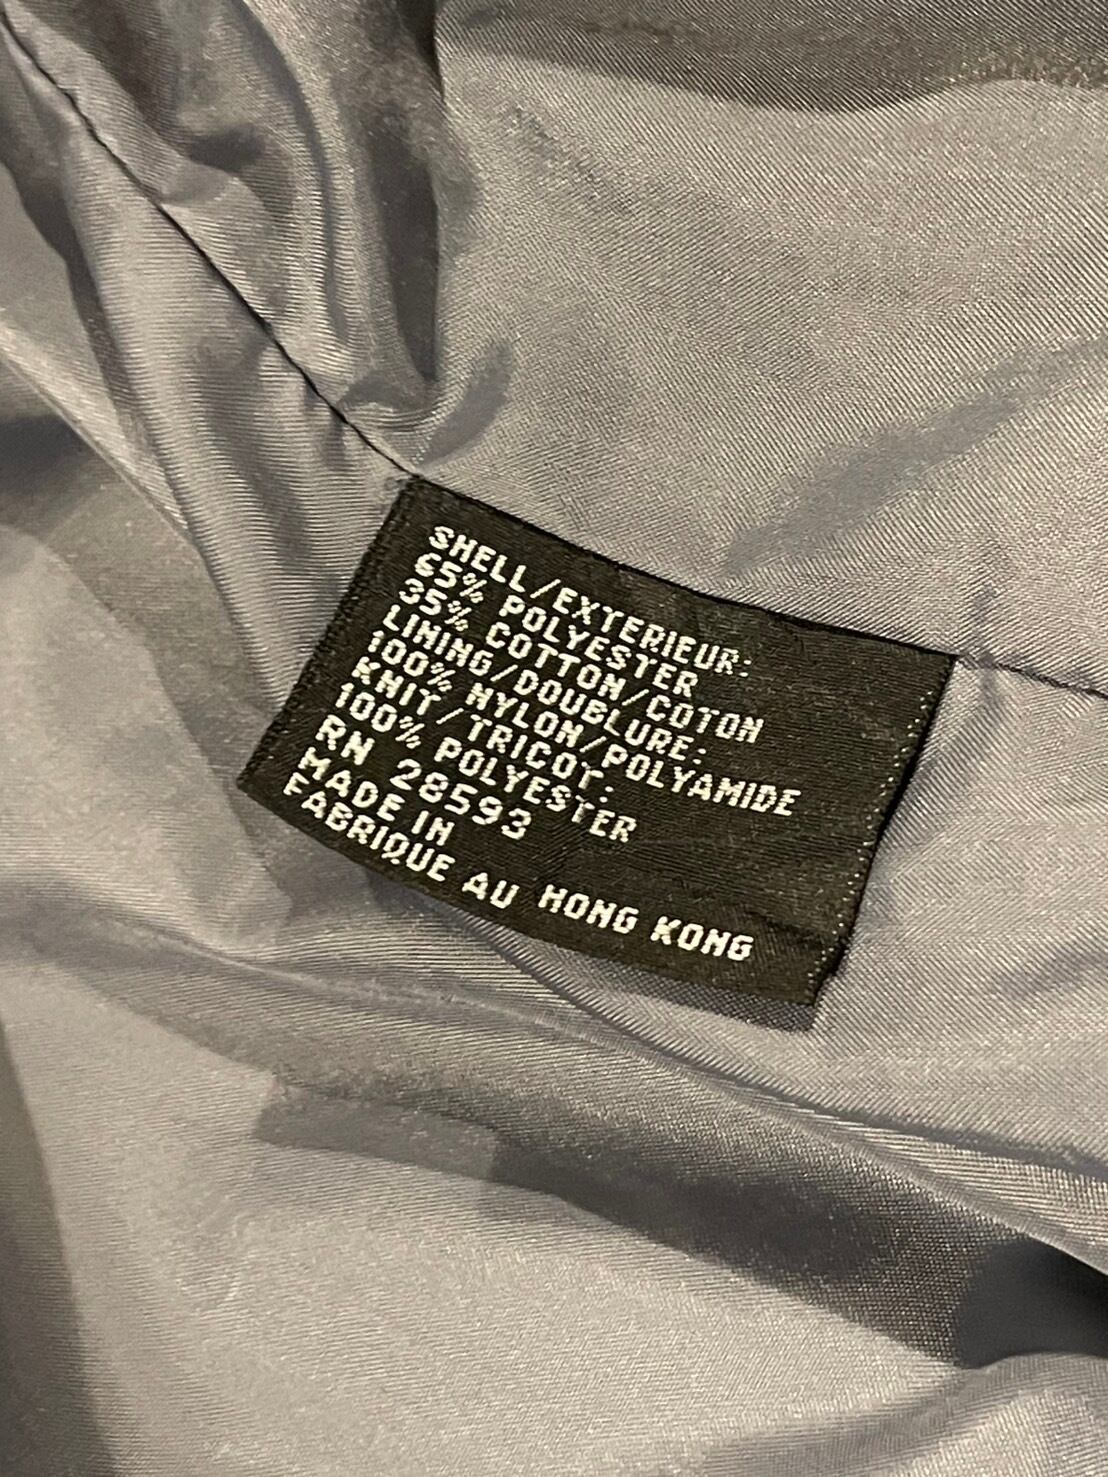 SHELL/EXTERIEUR:
65% POLYESTER
35% COTTON/COTON
LINING/DOUBLURE:
100% NYLON/POLYAMIDE
KNIT/TRICOT:
100% POLYESTER
RN 28593
MADE IN
FABRIQUE AU HONG KONG